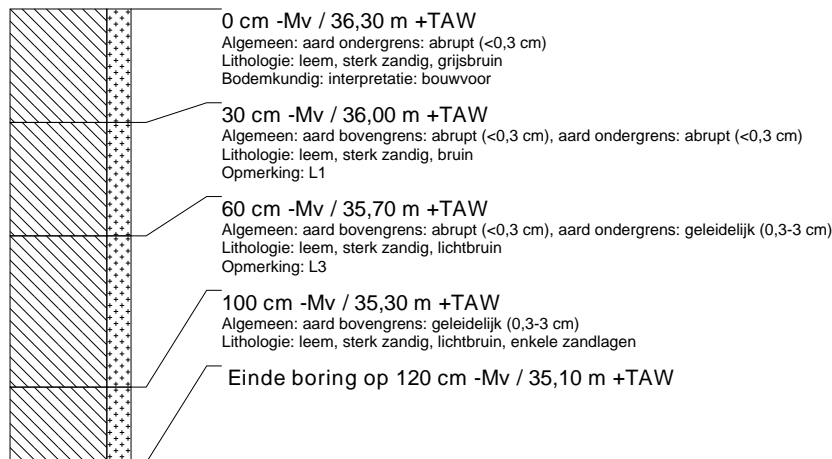 0 cm -Mv / 36,30 m +TAW
Algemeen: aard ondergrens: abrupt (<0,3 cm)
Lithologie: leem, sterk zandig, grijsbruin
Bodemkundig: interpretatie: bouwvoor
30 cm -Mv / 36,00 m +TAW
Algemeen: aard bovengrens: abrupt (<0,3 cm), aard ondergrens: abrupt (<0,3 cm)
Lithologie: leem, sterk zandig, bruin
Opmerking: L1
60 cm -Mv / 35,70 m +TAW
Algemeen: aard bovengrens: abrupt (<0,3 cm), aard ondergrens: geleidelijk (0,3-3 cm)
Lithologie: leem, sterk zandig, lichtbruin
Opmerking: L3
100 cm -Mv / 35,30 m +TAW
Algemeen: aard bovengrens: geleidelijk (0,3-3 cm)
Lithologie: leem, sterk zandig, lichtbruin, enkele zandlagen
Einde boring op 120 cm -Mv / 35,10 m +TAW